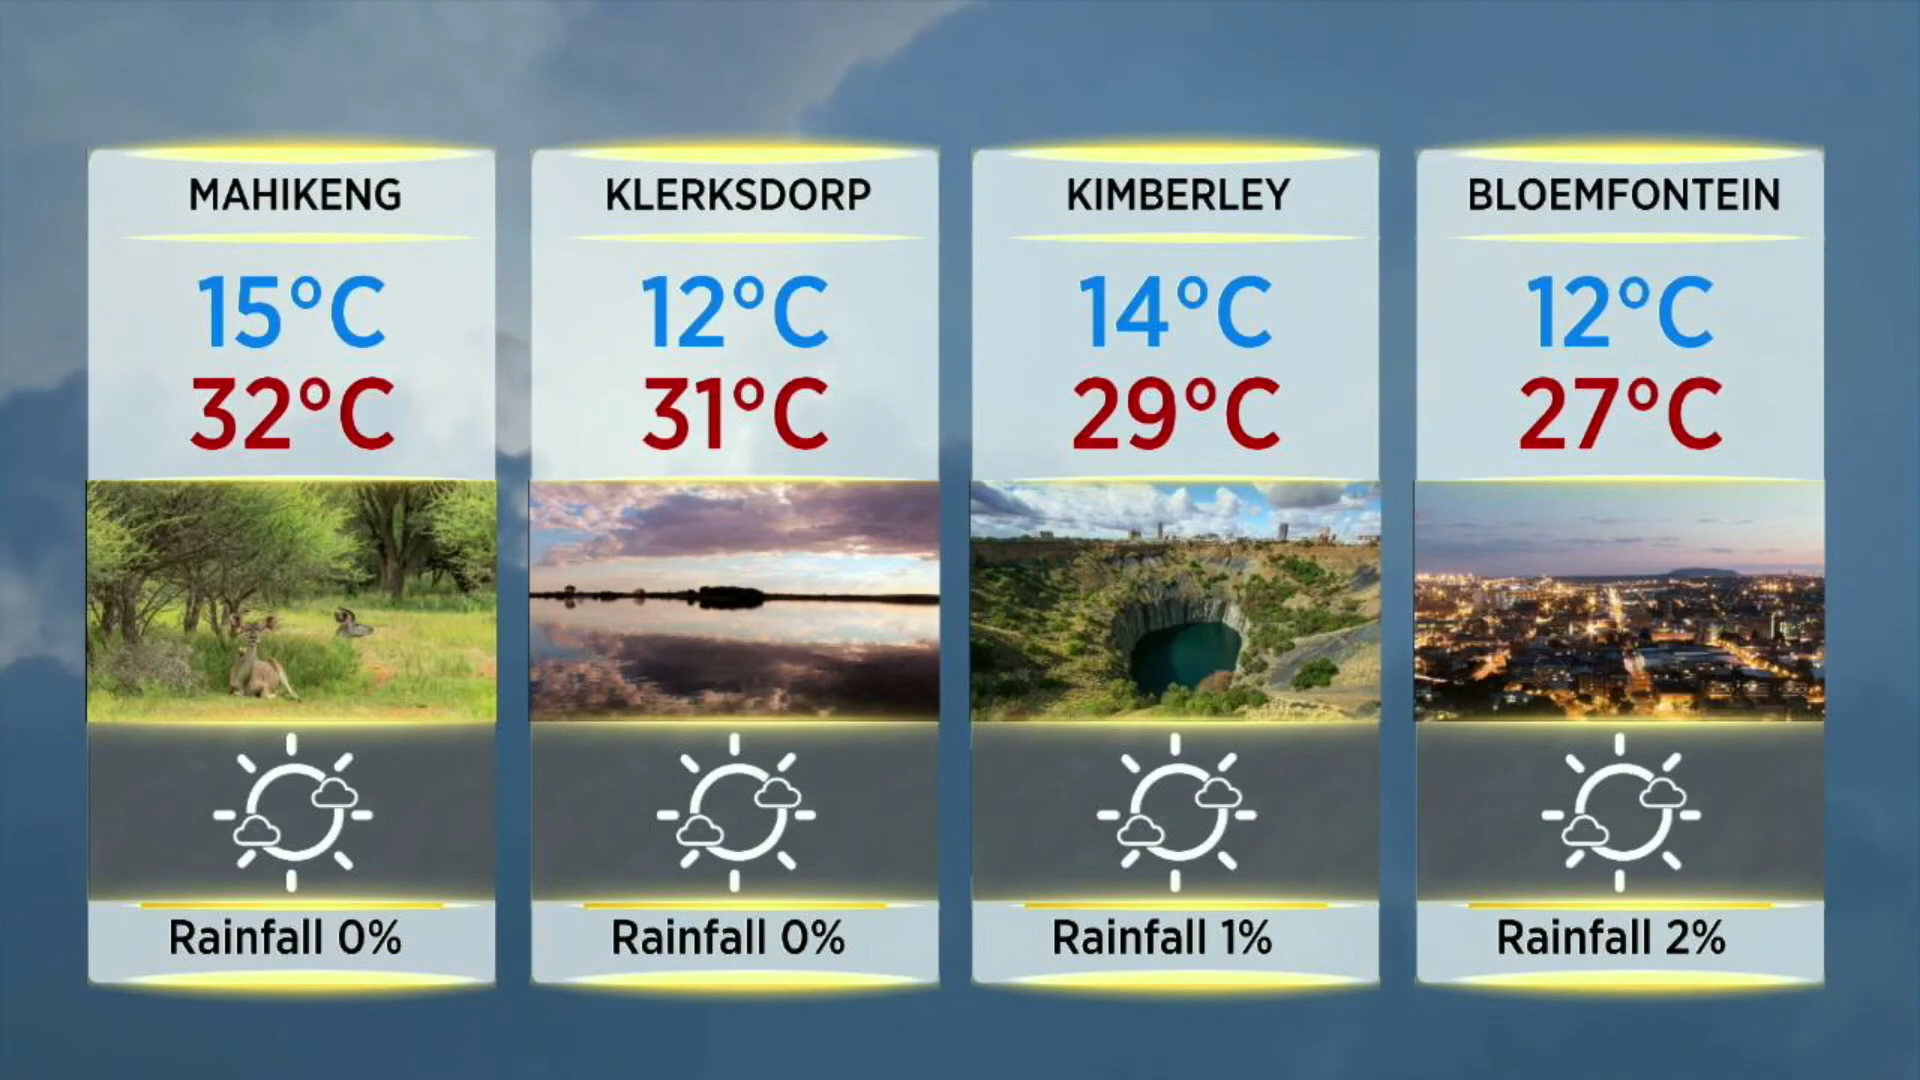 MAHIKENG
15°C
32°C
Rainfall 0%
KLERKSDORP
12°C
31°C
Rainfall 0%
KIMBERLEY
14°C
29°C
Rainfall 1%
BLOEMFONTEIN
12°C
27°C
Rainfall 2%